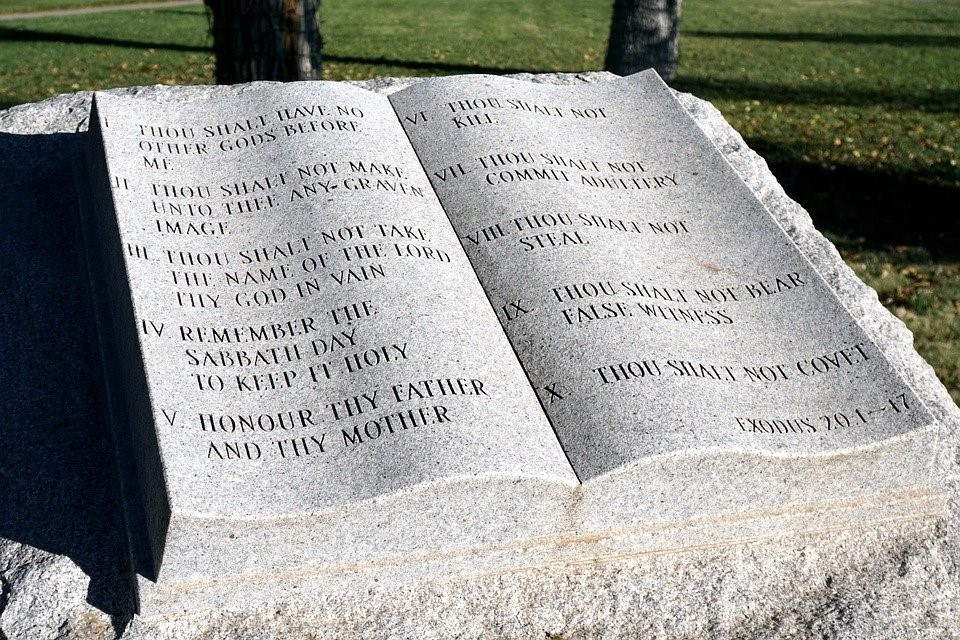 I THOU SHALT HAVE NO
OTHER GODS BEFORE
ME
II THOU SHALT NOT MAKE
UNTO THEE ANY-GRAVEN
IMAGE
III THOU SHALT NOT TAKE
THE NAME OF THE LORD
THY GOD IN VAIN
IV REMEMBER THE
SABBATH DAY
TO KEEP IT HOLY
V. HONOUR THY FATHER
AND THY MOTHER
VI THOU SHALT NOT
KILL
VII THOU SHALT NOT
COMMIT ADULTERY
VIII THOU SHALT NOT
STEAL
IX THOU SHALT NOT BEAR
FALSE WITNESS
X THOU SHALT NOT COVET
EXODUS 20·1–17